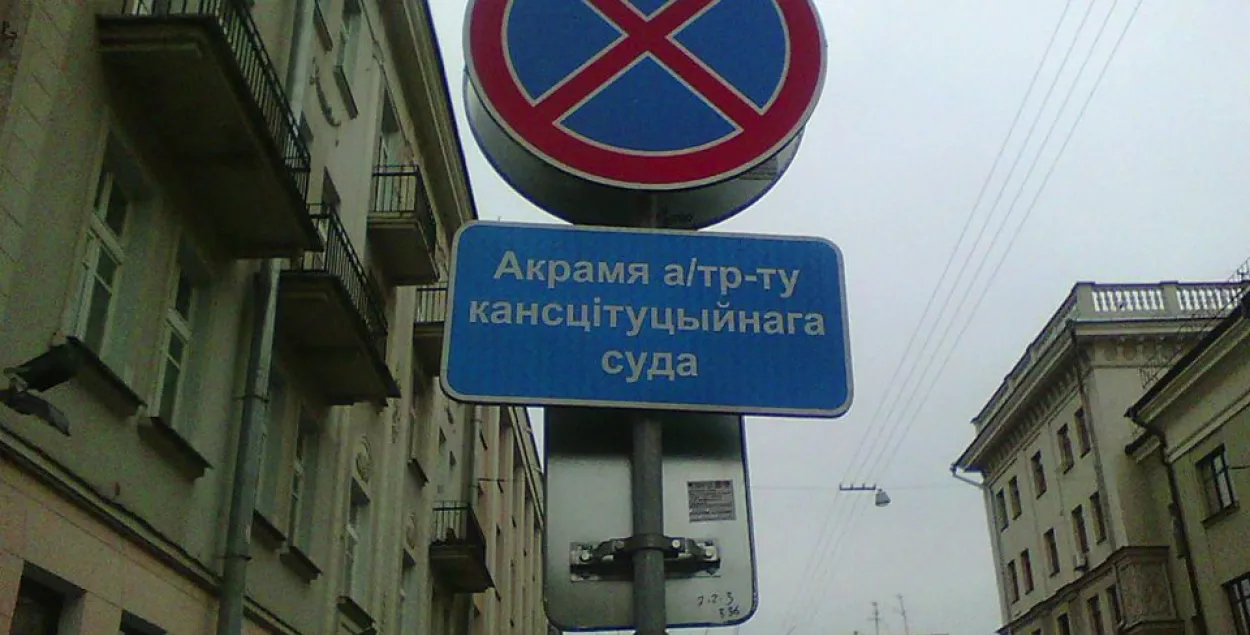 Акрамя а/тр-ту
кансцітуцыйнага
суда